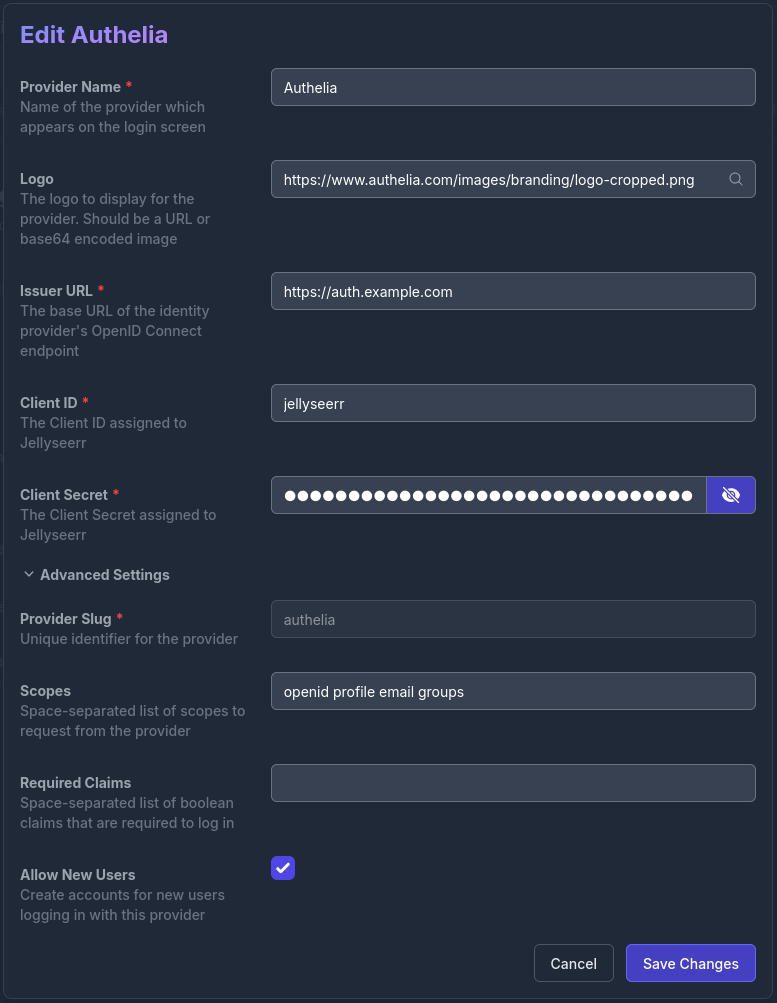 Edit Authelia
Provider Name *
Name of the provider which
appears on the login screen
Authelia
Logo
The logo to display for the
provider. Should be a URL or
base64 encoded image
https://www.authelia.com/images/branding/logo-cropped.png
Issuer URL *
The base URL of the identity
provider's OpenID Connect
endpoint
https://auth.example.com
Client ID *
The Client ID assigned to
Jellyseerr
jellyseerr
Client Secret *
The Client Secret assigned to
Jellyseerr
●●●●●●●●●●●●●●●●●●●●●●●●●●●●●●●●
Advanced Settings
Provider Slug *
Unique identifier for the provider
authelia
Scopes
Space-separated list of scopes to
request from the provider
openid profile email groups
Required Claims
Space-separated list of boolean
claims that are required to log in
Allow New Users
Create accounts for new users
logging in with this provider
Cancel
Save Changes